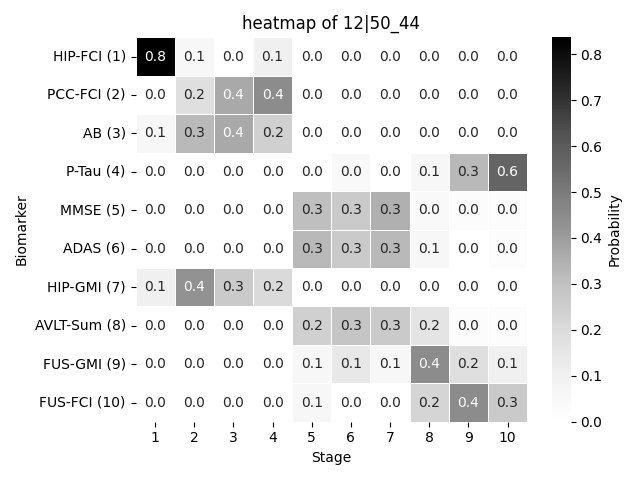 heatmap of 12|50_44
HIP-FCI (1) 0.8 0.1 0.0 0.1 0.0 0.0 0.0 0.0 0.0 0.0
PCC-FCI (2) 0.0 0.2 0.4 0.4 0.0 0.0 0.0 0.0 0.0 0.0
AB (3) 0.1 0.3 0.4 0.2 0.0 0.0 0.0 0.0 0.0 0.0
P-Tau (4) 0.0 0.0 0.0 0.0 0.0 0.0 0.0 0.1 0.3 0.6
MMSE (5) 0.0 0.0 0.0 0.0 0.3 0.3 0.3 0.0 0.0 0.0
ADAS (6) 0.0 0.0 0.0 0.0 0.3 0.3 0.3 0.1 0.0 0.0
HIP-GMI (7) 0.1 0.4 0.3 0.2 0.0 0.0 0.0 0.0 0.0 0.0
AVLT-Sum (8) 0.0 0.0 0.0 0.0 0.2 0.3 0.3 0.2 0.0 0.0
FUS-GMI (9) 0.0 0.0 0.0 0.0 0.1 0.1 0.1 0.4 0.2 0.1
FUS-FCI (10) 0.0 0.0 0.0 0.0 0.1 0.0 0.0 0.2 0.4 0.3
1 2 3 4 5 6 7 8 9 10
Stage
Biomarker
0.8
0.7
0.6
0.5
0.4
0.3
0.2
0.1
0.0
Probability